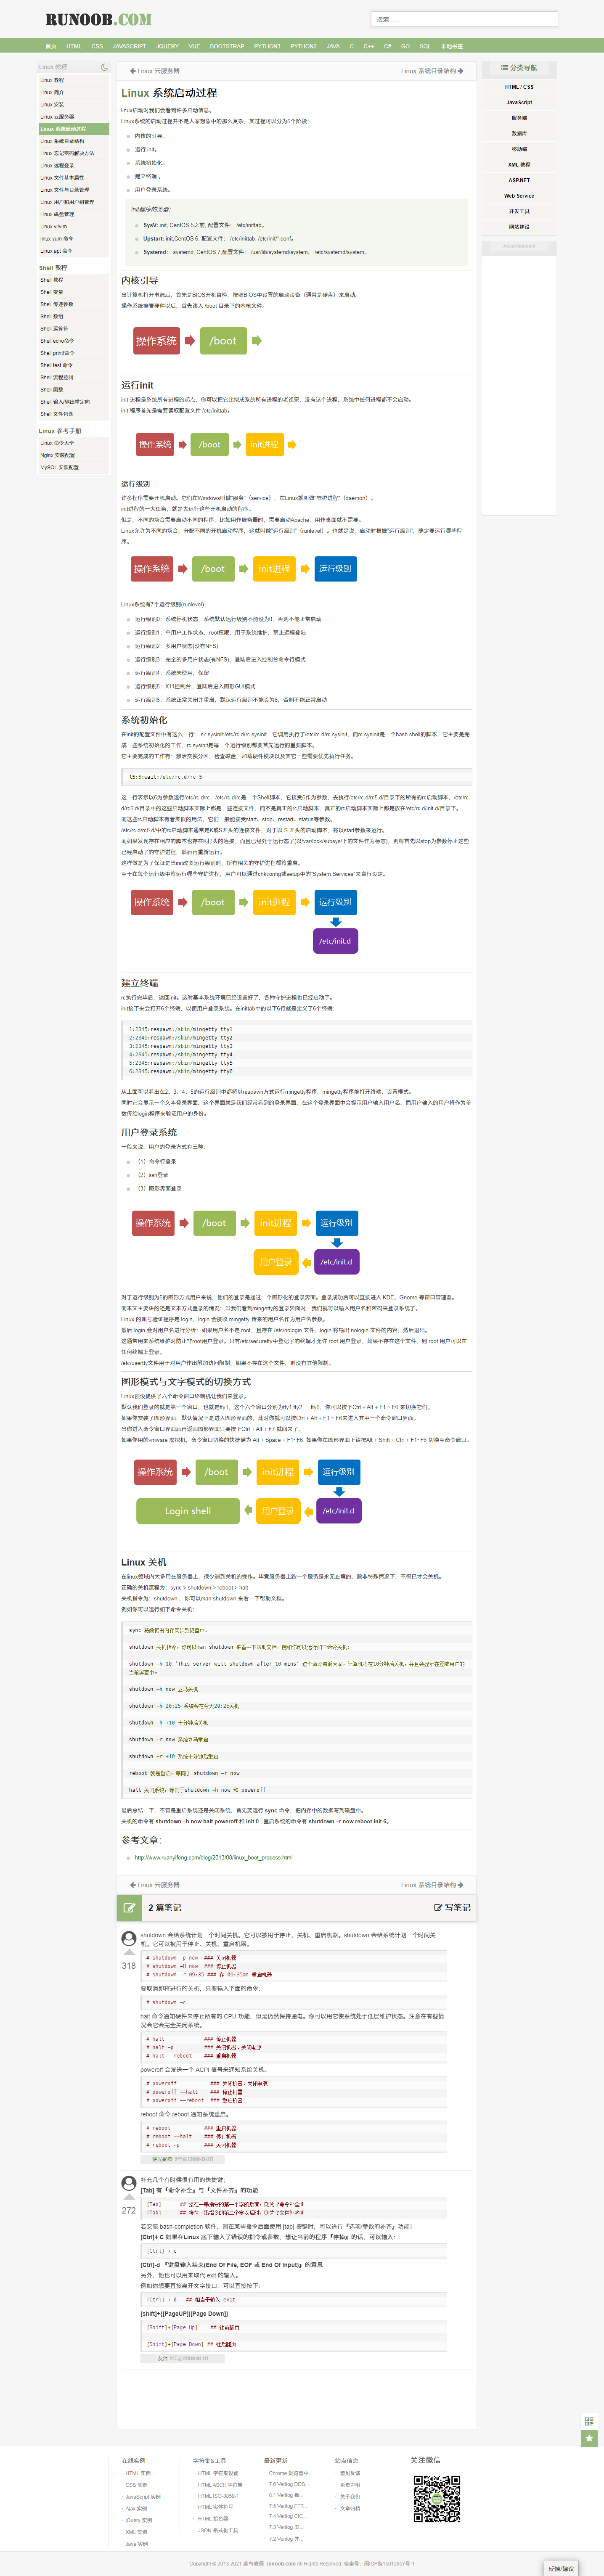 RUNOOB.COM
搜索……
首页 HTML CSS JAVASCRIPT JQUERY VUE BOOTSTRAP PYTHON3 PYTHON2 JAVA C C++ C# GO SQL 本地书签
Linux 教程
Linux 教程
Linux 简介
Linux 安装
Linux 云服务器
Linux 系统启动过程
Linux 系统目录结构
Linux 忘记密码解决方法
Linux 远程登录
Linux 文件基本属性
Linux 文件与目录管理
Linux 用户和用户组管理
Linux 磁盘管理
Linux vi/vim
linux yum 命令
Linux apt 命令
Shell 教程
Shell 教程
Shell 变量
Shell 传递参数
Shell 数组
Shell 运算符
Shell echo命令
Shell printf命令
Shell test 命令
Shell 流程控制
Shell 函数
Shell 输入/输出重定向
Shell 文件包含
Linux 参考手册
Linux 命令大全
Nginx 安装配置
MySQL 安装配置
Linux 云服务器
Linux 系统目录结构
Linux 系统启动过程
linux启动时我们会看到许多启动信息。
Linux系统的启动过程并不是大家想象中的那么复杂，其过程可以分为5个阶段：
内核的引导。
运行 init。
系统初始化。
建立终端 。
用户登录系统。
init程序的类型：
SysV: init, CentOS 5之前, 配置文件： /etc/inittab。
Upstart: init,CentOS 6, 配置文件： /etc/inittab, /etc/init/*.conf。
Systemd： systemd, CentOS 7,配置文件： /usr/lib/systemd/system、 /etc/systemd/system。
内核引导
当计算机打开电源后，首先是BIOS开机自检，按照BIOS中设置的启动设备（通常是硬盘）来启动。
操作系统接管硬件以后，首先读入 /boot 目录下的内核文件。
操作系统 /boot
运行init
init 进程是系统所有进程的起点，你可以把它比拟成系统所有进程的老祖宗，没有这个进程，系统中任何进程都不会启动。
init 程序首先是需要读取配置文件 /etc/inittab。
操作系统 /boot init进程
运行级别
许多程序需要开机启动。它们在Windows叫做"服务"（service），在Linux就叫做"守护进程"（daemon）。
init进程的一大任务，就是去运行这些开机启动的程序。
但是，不同的场合需要启动不同的程序，比如用作服务器时，需要启动Apache，用作桌面就不需要。
Linux允许为不同的场合，分配不同的开机启动程序，这就叫做"运行级别"（runlevel）。也就是说，启动时根据"运行级别"，确定要运行哪些程
序。
操作系统 /boot init进程 运行级别
Linux系统有7个运行级别(runlevel)：
运行级别0：系统停机状态，系统默认运行级别不能设为0，否则不能正常启动
运行级别1：单用户工作状态，root权限，用于系统维护，禁止远程登陆
运行级别2：多用户状态(没有NFS)
运行级别3：完全的多用户状态(有NFS)，登陆后进入控制台命令行模式
运行级别4：系统未使用，保留
运行级别5：X11控制台，登陆后进入图形GUI模式
运行级别6：系统正常关闭并重启，默认运行级别不能设为6，否则不能正常启动
系统初始化
在init的配置文件中有这么一行： si::sysinit:/etc/rc.d/rc.sysinit　它调用执行了/etc/rc.d/rc.sysinit，而rc.sysinit是一个bash shell的脚本，它主要是完
成一些系统初始化的工作，rc.sysinit是每一个运行级别都要首先运行的重要脚本。
它主要完成的工作有：激活交换分区，检查磁盘，加载硬件模块以及其它一些需要优先执行任务。
l5:5:wait:/etc/rc.d/rc 5
这一行表示以5为参数运行/etc/rc.d/rc，/etc/rc.d/rc是一个Shell脚本，它接受5作为参数，去执行/etc/rc.d/rc5.d/目录下的所有的rc启动脚本，/etc/rc.
d/rc5.d/目录中的这些启动脚本实际上都是一些连接文件，而不是真正的rc启动脚本，真正的rc启动脚本实际上都是放在/etc/rc.d/init.d/目录下。
而这些rc启动脚本有着类似的用法，它们一般能接受start、stop、restart、status等参数。
/etc/rc.d/rc5.d/中的rc启动脚本通常是K或S开头的连接文件，对于以 S 开头的启动脚本，将以start参数来运行。
而如果发现存在相应的脚本也存在K打头的连接，而且已经处于运行态了(以/var/lock/subsys/下的文件作为标志)，则将首先以stop为参数停止这些
已经启动了的守护进程，然后再重新运行。
这样做是为了保证是当init改变运行级别时，所有相关的守护进程都将重启。
至于在每个运行级中将运行哪些守护进程，用户可以通过chkconfig或setup中的"System Services"来自行设定。
操作系统 /boot init进程 运行级别
/etc/init.d
建立终端
rc执行完毕后，返回init。这时基本系统环境已经设置好了，各种守护进程也已经启动了。
init接下来会打开6个终端，以便用户登录系统。在inittab中的以下6行就是定义了6个终端：
1:2345:respawn:/sbin/mingetty tty1
2:2345:respawn:/sbin/mingetty tty2
3:2345:respawn:/sbin/mingetty tty3
4:2345:respawn:/sbin/mingetty tty4
5:2345:respawn:/sbin/mingetty tty5
6:2345:respawn:/sbin/mingetty tty6
从上面可以看出在2、3、4、5的运行级别中都将以respawn方式运行mingetty程序，mingetty程序能打开终端、设置模式。
同时它会显示一个文本登录界面，这个界面就是我们经常看到的登录界面，在这个登录界面中会提示用户输入用户名，而用户输入的用户将作为参
数传给login程序来验证用户的身份。
用户登录系统
一般来说，用户的登录方式有三种：
（1）命令行登录
（2）ssh登录
（3）图形界面登录
操作系统 /boot init进程 运行级别
用户登录 /etc/init.d
对于运行级别为5的图形方式用户来说，他们的登录是通过一个图形化的登录界面。登录成功后可以直接进入 KDE、Gnome 等窗口管理器。
而本文主要讲的还是文本方式登录的情况：当我们看到mingetty的登录界面时，我们就可以输入用户名和密码来登录系统了。
Linux 的账号验证程序是 login，login 会接收 mingetty 传来的用户名作为用户名参数。
然后 login 会对用户名进行分析：如果用户名不是 root，且存在 /etc/nologin 文件，login 将输出 nologin 文件的内容，然后退出。
这通常用来系统维护时防止非root用户登录。只有/etc/securetty中登记了的终端才允许 root 用户登录，如果不存在这个文件，则 root 用户可以在
任何终端上登录。
/etc/usertty文件用于对用户作出附加访问限制，如果不存在这个文件，则没有其他限制。
图形模式与文字模式的切换方式
Linux预设提供了六个命令窗口终端机让我们来登录。
默认我们登录的就是第一个窗口，也就是tty1，这个六个窗口分别为tty1,tty2 … tty6，你可以按下Ctrl + Alt + F1 ~ F6 来切换它们。
如果你安装了图形界面，默认情况下是进入图形界面的，此时你就可以按Ctrl + Alt + F1 ~ F6来进入其中一个命令窗口界面。
当你进入命令窗口界面后再返回图形界面只要按下Ctrl + Alt + F7 就回来了。
如果你用的vmware 虚拟机，命令窗口切换的快捷键为 Alt + Space + F1~F6. 如果你在图形界面下请按Alt + Shift + Ctrl + F1~F6 切换至命令窗口。
操作系统 /boot init进程 运行级别
Login shell 用户登录 /etc/init.d
Linux 关机
在linux领域内大多用在服务器上，很少遇到关机的操作。毕竟服务器上跑一个服务是永无止境的，除非特殊情况下，不得已才会关机。
正确的关机流程为：sync > shutdown > reboot > halt
关机指令为：shutdown ，你可以man shutdown 来看一下帮助文档。
例如你可以运行如下命令关机：
sync 将数据由内存同步到硬盘中。
shutdown 关机指令，你可以man shutdown 来看一下帮助文档。例如你可以运行如下命令关机：
shutdown –h 10 'This server will shutdown after 10 mins' 这个命令告诉大家，计算机将在10分钟后关机，并且会显示在登陆用户的
当前屏幕中。
shutdown –h now 立马关机
shutdown –h 20:25 系统会在今天20:25关机
shutdown –h +10 十分钟后关机
shutdown –r now 系统立马重启
shutdown –r +10 系统十分钟后重启
reboot 就是重启，等同于 shutdown –r now
halt 关闭系统，等同于shutdown –h now 和 poweroff
最后总结一下，不管是重启系统还是关闭系统，首先要运行 sync 命令，把内存中的数据写到磁盘中。
关机的命令有 shutdown –h now halt poweroff 和 init 0 , 重启系统的命令有 shutdown –r now reboot init 6。
参考文章：
http://www.ruanyifeng.com/blog/2013/08/linux_boot_process.html
Linux 云服务器
Linux 系统目录结构
2 篇笔记
写笔记
318
shutdown 会给系统计划一个时间关机。它可以被用于停止、关机、重启机器。shutdown 会给系统计划一个时间关
机。它可以被用于停止、关机、重启机器。
# shutdown -p now ### 关闭机器
# shutdown -H now ### 停止机器
# shutdown -r 09:35 ### 在 09:35am 重启机器
要取消即将进行的关机，只要输入下面的命令：
# shutdown -c
halt 命令通知硬件来停止所有的 CPU 功能，但是仍然保持通电。你可以用它使系统处于低层维护状态。注意在有些情
况会它会完全关闭系统。
# halt ### 停止机器
# halt -p ### 关闭机器、关闭电源
# halt --reboot ### 重启机器
poweroff 会发送一个 ACPI 信号来通知系统关机。
# poweroff ### 关闭机器、关闭电源
# poweroff --halt ### 停止机器
# poweroff --reboot ### 重启机器
reboot 命令 reboot 通知系统重启。
# reboot ### 重启机器
# reboot --halt ### 停止机器
# reboot -p ### 关闭机器
272
补充几个有时候很有用的快捷键：
[Tab] 有『命令补全』与『文件补齐』的功能
[Tab] ## 接在一串指令的第一个字的后面，则为『命令补全』
[Tab] ## 接在一串指令的第二个字以后时，则为『文件补齐』
若安装 bash-completion 软件，则在某些指令后面使用 [tab] 按键时，可以进行『选项/参数的补齐』功能！
[Ctrl]+ C 如果在Linux 底下输入了错误的指令或参数，想让当前的程序『停掉』的话，可以输入：
[Ctrl] + c
[Ctrl]-d 『键盘输入结束(End Of File, EOF 或 End Of Input)』的意思
另外，他也可以用来取代 exit 的输入。
例如你想要直接离开文字接口，可以直接按下：
[Ctrl] + d ## 相当于输入 exit
[shift]+{[PageUP]|[Page Down]}
[Shift]+[Page Up] ## 往前翻页
[Shift]+[Page Down] ## 往后翻页
分类导航
HTML / CSS
JavaScript
服务端
数据库
移动端
XML 教程
ASP.NET
Web Service
开发工具
网站建设
Advertisement
在线实例
· HTML 实例
· CSS 实例
· JavaScript 实例
· Ajax 实例
· jQuery 实例
· XML 实例
· Java 实例
字符集&工具
· HTML 字符集设置
· HTML ASCII 字符集
· HTML ISO-8859-1
· HTML 实体符号
· HTML 拾色器
· JSON 格式化工具
最新更新
· Chrome 浏览器中...
· 7.6 Verilog DDS...
· 8.1 Verilog 数...
· 7.5 Verilog FFT...
· 7.4 Verilog CIC...
· 7.3 Verilog 串...
· 7.2 Verilog 并...
站点信息
· 意见反馈
· 免责声明
· 关于我们
· 文章归档
关注微信
Copyright © 2013-2021 菜鸟教程 runoob.com All Rights Reserved. 备案号：闽ICP备15012807号-1
反馈/建议